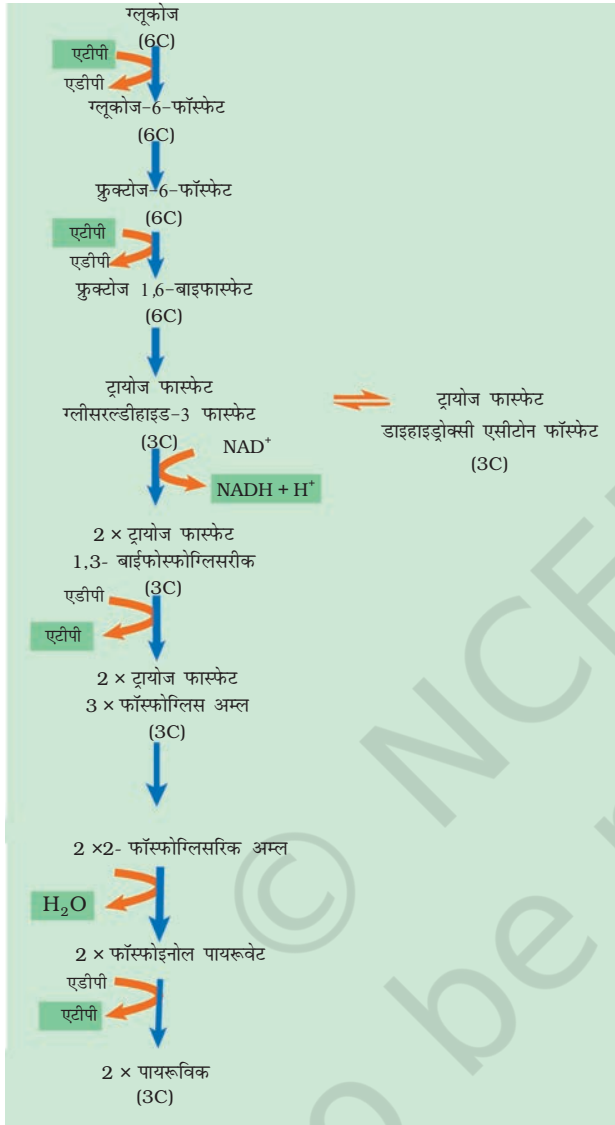 ग्लूकोज
(6C)
एटीपी
एडीपी
ग्लूकोज-6-फॉस्फेट
(6C)
फ्रुक्टोज-6-फॉस्फेट
(6C)
एटीपी
एडीपी
फ्रुक्टोज 1,6-बाइफास्फेट
(6C)
ट्रायोज फास्फेट
ग्लीसरल्डीहाइड-3 फास्फेट
(3C)
ट्रायोज फास्फेट
डाइहाइड्रोक्सी एसीटोन फॉस्फेट
(3C)
NAD⁺
NADH + H⁺
2 × ट्रायोज फास्फेट
1,3- बाईफोस्फोग्लिसरीक
(3C)
एडीपी
एटीपी
2 × ट्रायोज फास्फेट
3 × फॉस्फोग्लिस अम्ल
(3C)
2 ×2- फॉस्फोग्लिसरिक अम्ल
H₂O
2 × फॉस्फोइनोल पायरूवेट
एडीपी
एटीपी
2 × पायरूविक
(3C)
© NCE
o be r